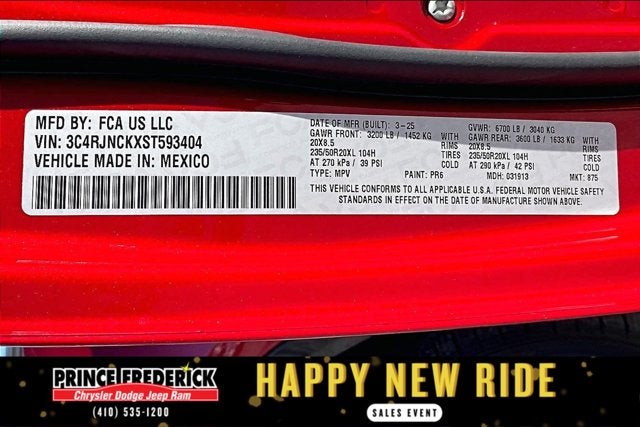 MFD BY: FCA US LLC
VIN: 3C4RJNCKXST593404
VEHICLE MADE IN: MEXICO
DATE OF MFR (BUILT): 3-25 GVWR: 6700 LB / 3040 KG
GAWR FRONT: 3200 LB / 1452 KG GAWR REAR: 3600 LB / 1633 KG
20X8.5 RIMS 20X8.5 RIMS
235/50R20XL 104H TIRES 235/50R20XL 104H TIRES
AT 270 kPa / 39 PSI COLD AT 290 kPa / 42 PSI COLD
TYPE: MPV PAINT: PR6 MDH: 031913 MKT: 875
THIS VEHICLE CONFORMS TO ALL APPLICABLE U.S.A. FEDERAL MOTOR VEHICLE SAFETY
STANDARDS IN EFFECT ON THE DATE OF MANUFACTURE SHOWN ABOVE.
PRINCE FREDERICK
Chrysler Dodge Jeep Ram
(410) 535-1200
HAPPY NEW RIDE
SALES EVENT